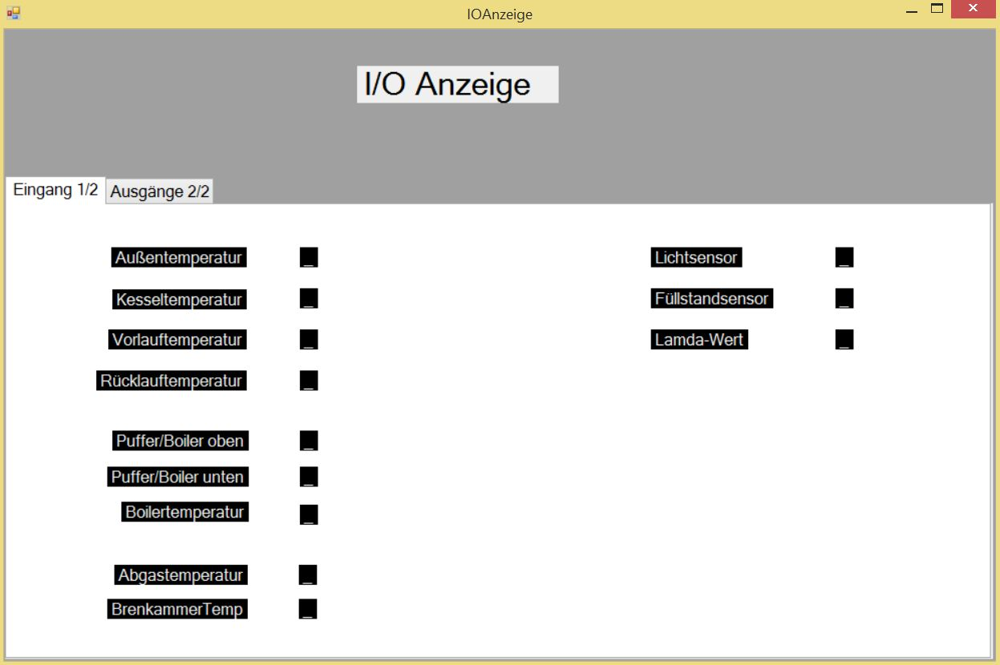 IOAnzeige
I/O Anzeige
Eingang 1/2 Ausgänge 2/2
Außentemperatur _
Kesseltemperatur _
Vorlauftemperatur _
Rücklauftemperatur _
Puffer/Boiler oben _
Puffer/Boiler unten _
Boilertemperatur _
Abgastemperatur _
BrenkammerTemp _
Lichtsensor _
Füllstandsensor _
Lamda-Wert _